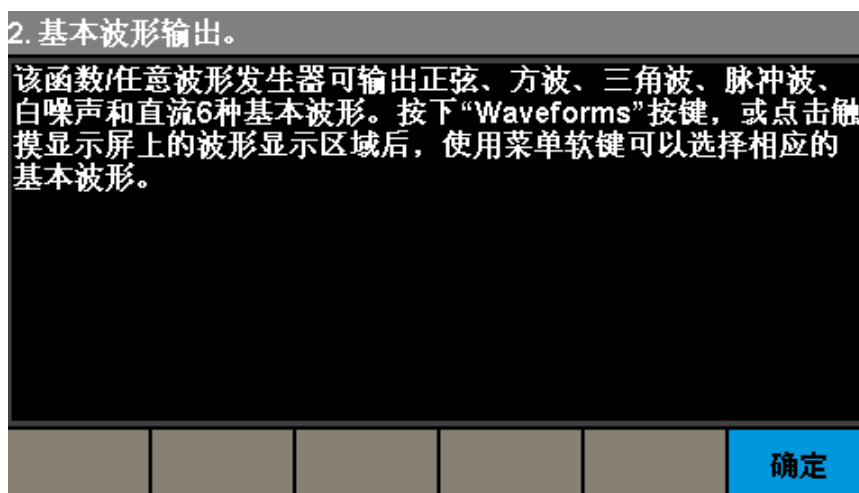 2. 基本波形输出。
该函数/任意波形发生器可输出正弦、方波、三角波、脉冲波、
白噪声和直流6种基本波形。按下“Waveforms”按键，或点击触
摸显示屏上的波形显示区域后，使用菜单软键可以选择相应的
基本波形。
确定